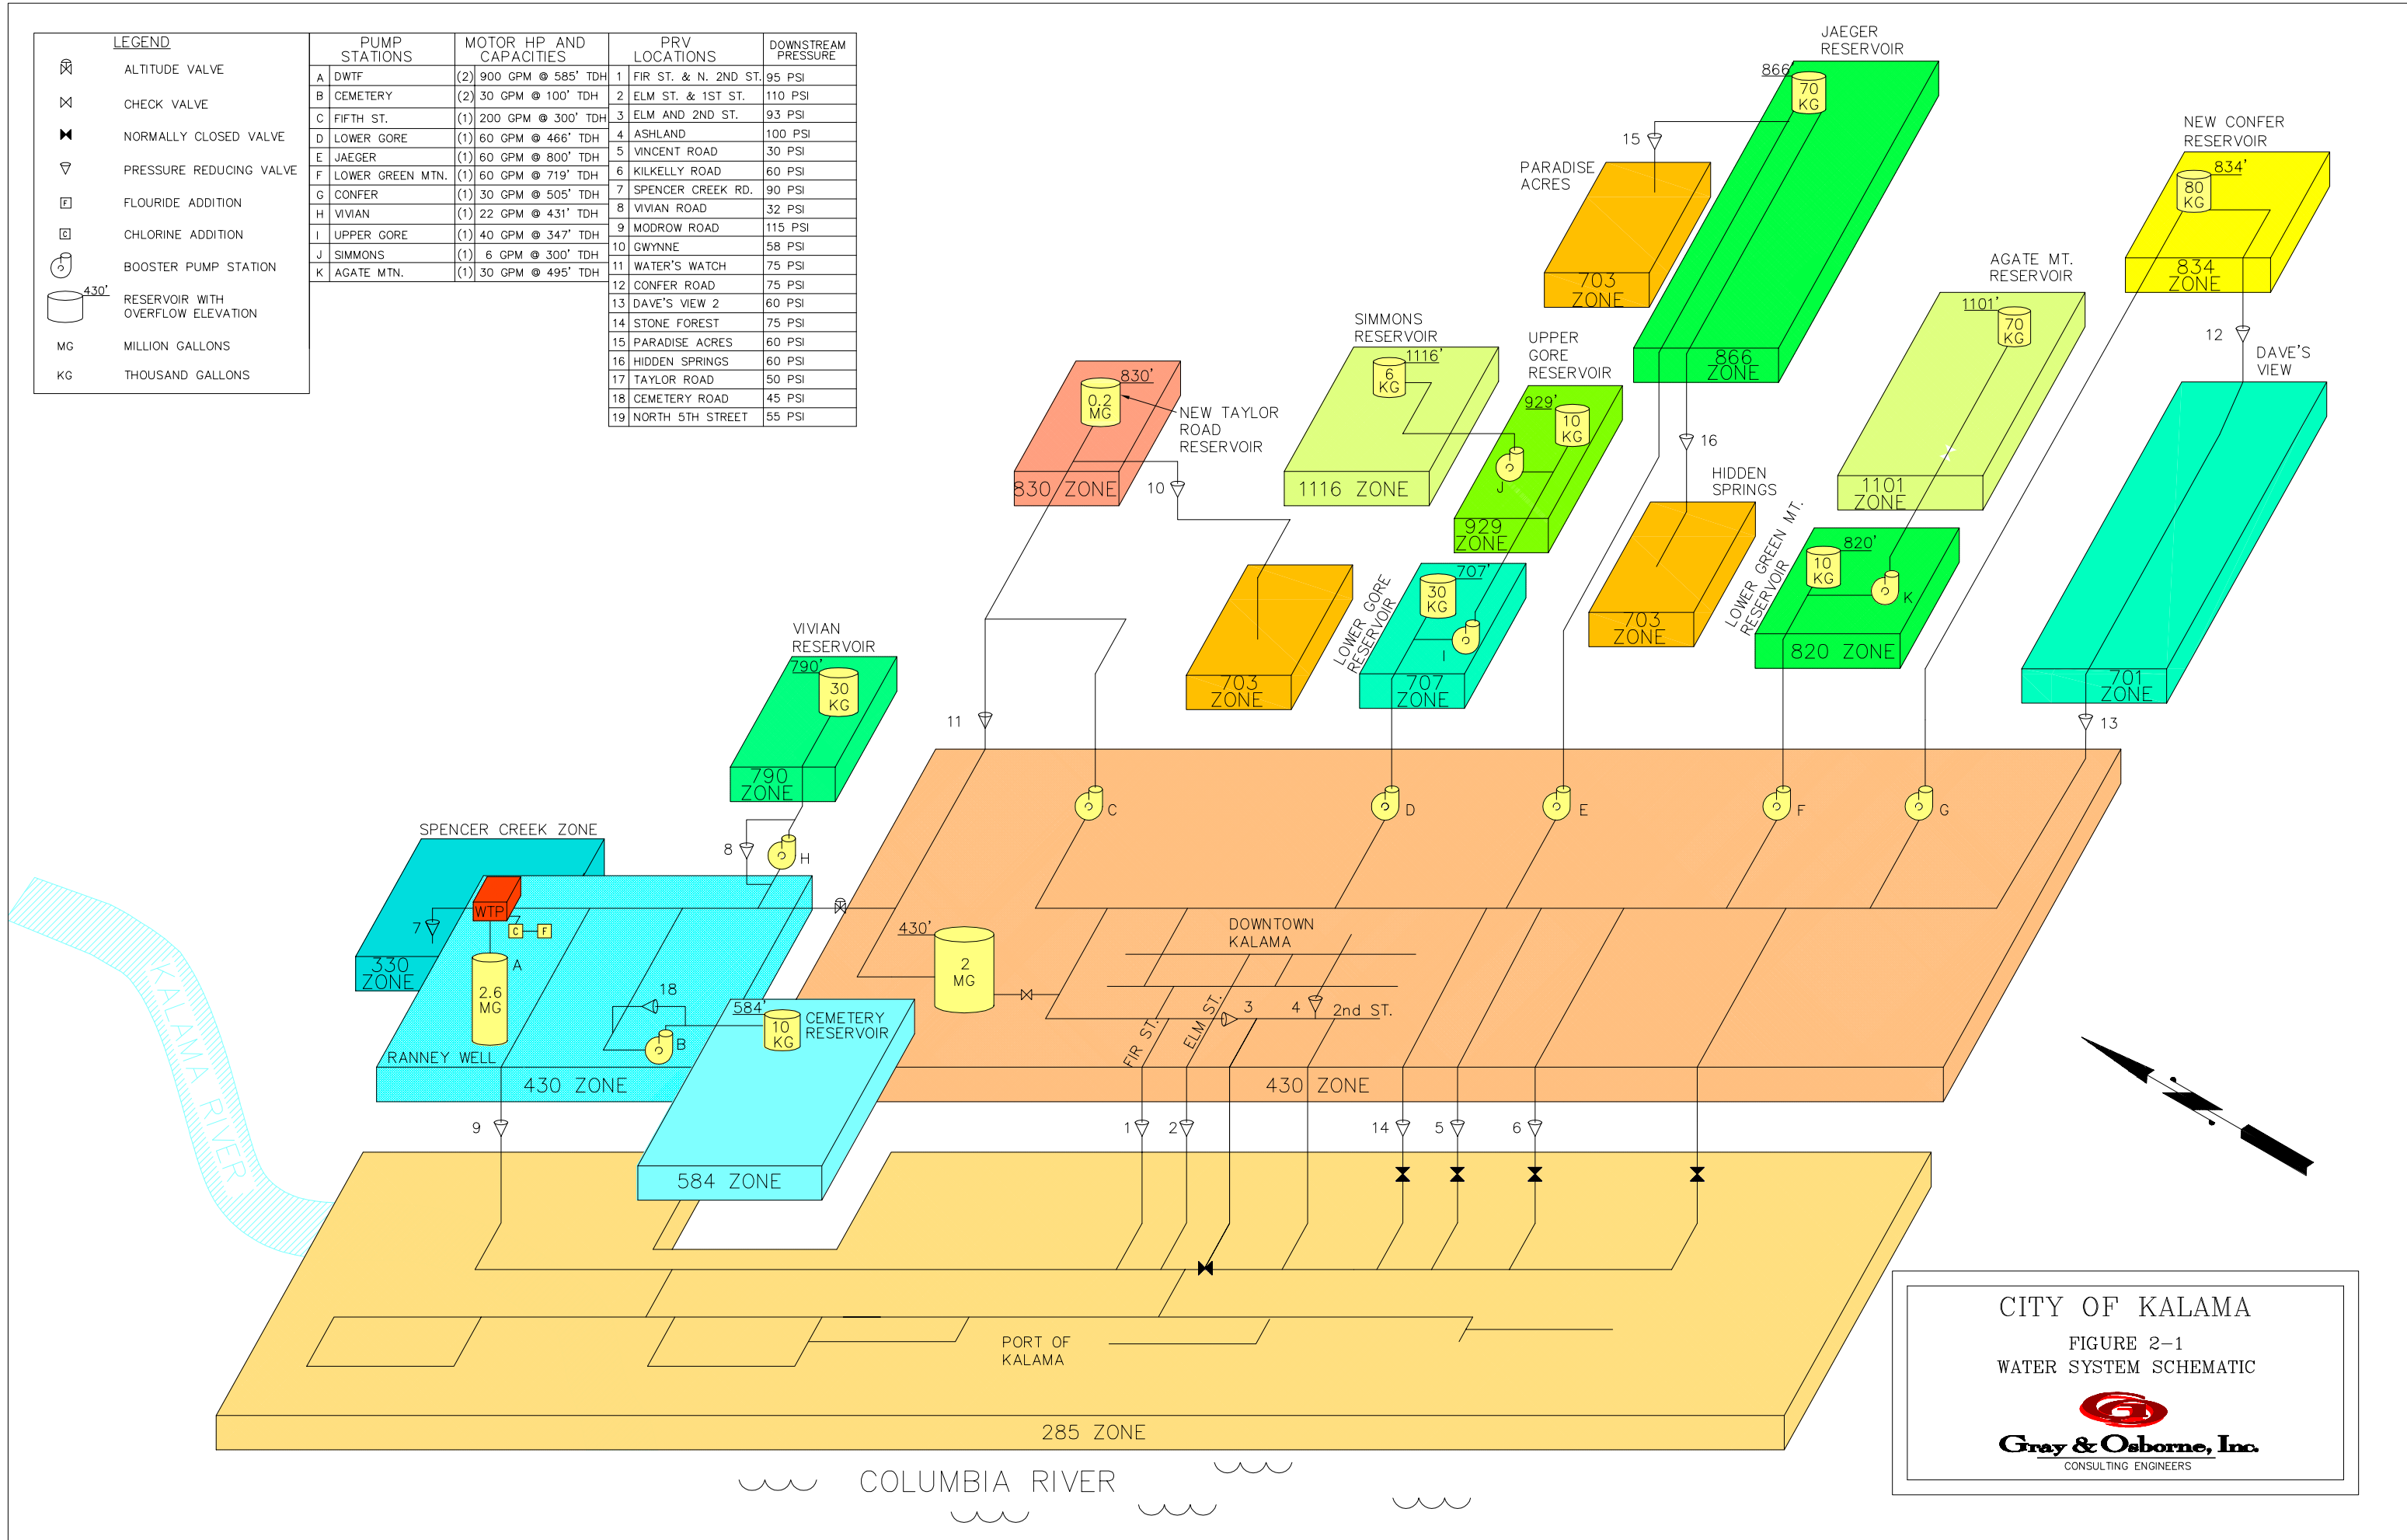 LEGEND
ALTITUDE VALVE
CHECK VALVE
NORMALLY CLOSED VALVE
PRESSURE REDUCING VALVE
F FLOURIDE ADDITION
C CHLORINE ADDITION
BOOSTER PUMP STATION
430' RESERVOIR WITH
OVERFLOW ELEVATION
MG MILLION GALLONS
KG THOUSAND GALLONS
PUMP STATIONS MOTOR HP AND CAPACITIES
A DWTF (2) 900 GPM @ 585' TDH
B CEMETERY (2) 30 GPM @ 100' TDH
C FIFTH ST. (1) 200 GPM @ 300' TDH
D LOWER GORE (1) 60 GPM @ 466' TDH
E JAEGER (1) 60 GPM @ 800' TDH
F LOWER GREEN MTN. (1) 60 GPM @ 719' TDH
G CONFER (1) 30 GPM @ 505' TDH
H VIVIAN (1) 22 GPM @ 431' TDH
I UPPER GORE (1) 40 GPM @ 347' TDH
J SIMMONS (1) 6 GPM @ 300' TDH
K AGATE MTN. (1) 30 GPM @ 495' TDH
PRV LOCATIONS DOWNSTREAM PRESSURE
1 FIR ST. & N. 2ND ST. 95 PSI
2 ELM ST. & 1ST ST. 110 PSI
3 ELM AND 2ND ST. 93 PSI
4 ASHLAND 100 PSI
5 VINCENT ROAD 30 PSI
6 KILKELLY ROAD 60 PSI
7 SPENCER CREEK RD. 90 PSI
8 VIVIAN ROAD 32 PSI
9 MODROW ROAD 115 PSI
10 GWYNNE 58 PSI
11 WATER'S WATCH 75 PSI
12 CONFER ROAD 75 PSI
13 DAVE'S VIEW 2 60 PSI
14 STONE FOREST 75 PSI
15 PARADISE ACRES 60 PSI
16 HIDDEN SPRINGS 60 PSI
17 TAYLOR ROAD 50 PSI
18 CEMETERY ROAD 45 PSI
19 NORTH 5TH STREET 55 PSI
JAEGER
RESERVOIR
866
70
KG
15
PARADISE
ACRES
703
ZONE
866
ZONE
NEW CONFER
RESERVOIR
834'
80
KG
834
ZONE
12
DAVE'S
VIEW
701
ZONE
13
AGATE MT.
RESERVOIR
1101'
70
KG
1101
ZONE
SIMMONS
RESERVOIR
1116'
6
KG
1116 ZONE
UPPER
GORE
RESERVOIR
929'
10
KG
J
929
ZONE
16
HIDDEN
SPRINGS
703
ZONE
830'
0.2
MG
NEW TAYLOR
ROAD
RESERVOIR
830 ZONE
10
703
ZONE
LOWER GORE
RESERVOIR
707'
30
KG
I
707
ZONE
LOWER GREEN MT.
RESERVOIR
820'
10
KG
K
820 ZONE
VIVIAN
RESERVOIR
790'
30
KG
790
ZONE
11
8
H
C
D
E
F
G
SPENCER CREEK ZONE
WTP
7
C
F
330
ZONE
A
2.6
MG
RANNEY WELL
18
B
430 ZONE
584'
10
KG
CEMETERY
RESERVOIR
584 ZONE
430'
2
MG
DOWNTOWN
KALAMA
3
4
2nd ST.
FIR ST.
ELM ST.
430 ZONE
KALAMA RIVER
9
1
2
14
5
6
PORT OF
KALAMA
285 ZONE
COLUMBIA RIVER
CITY OF KALAMA
FIGURE 2-1
WATER SYSTEM SCHEMATIC
Gray & Osborne, Inc.
CONSULTING ENGINEERS